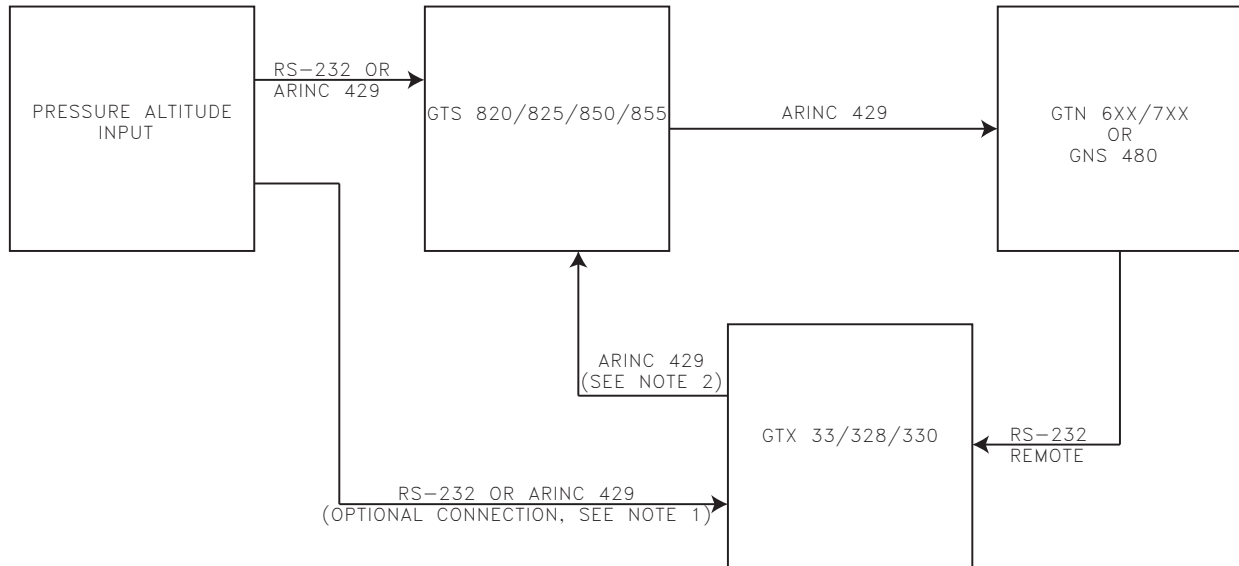 PRESSURE ALTITUDE
INPUT
RS-232 OR
ARINC 429
GTS 820/825/850/855
ARINC 429
GTN 6XX/7XX
OR
GNS 480
ARINC 429
(SEE NOTE 2)
GTX 33/328/330
RS-232
REMOTE
RS-232 OR ARINC 429
(OPTIONAL CONNECTION, SEE NOTE 1)